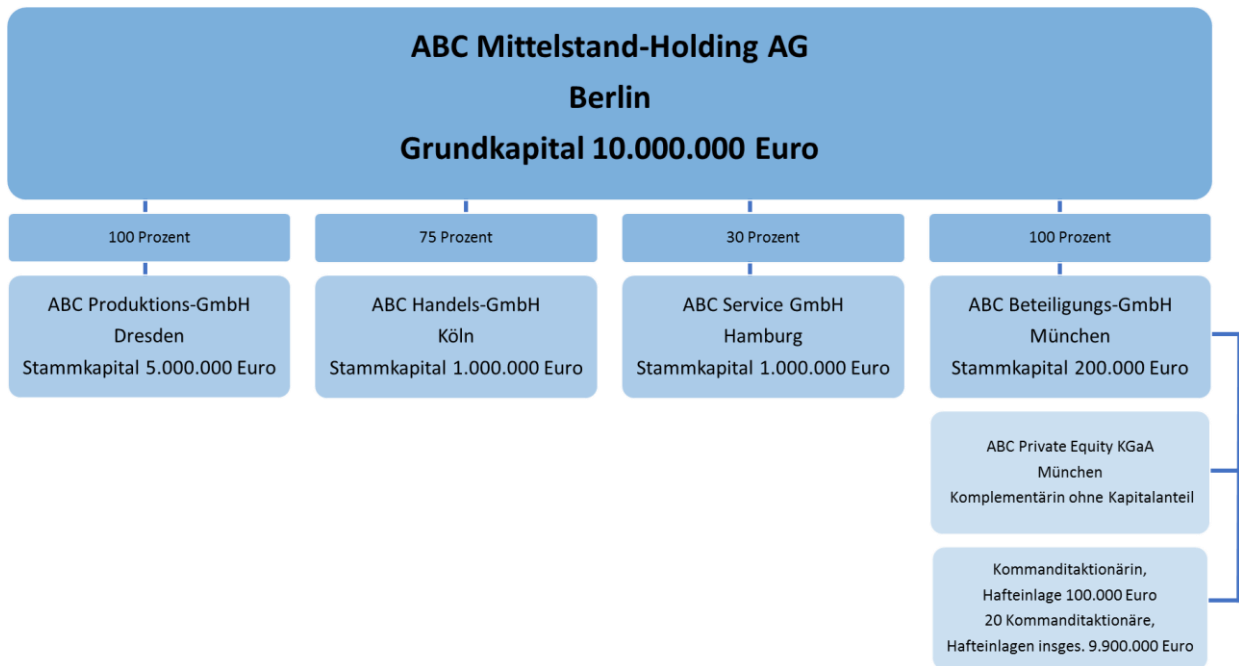 ABC Mittelstand-Holding AG
Berlin
Grundkapital 10.000.000 Euro
100 Prozent
75 Prozent
30 Prozent
100 Prozent
ABC Produktions-GmbH
Dresden
Stammkapital 5.000.000 Euro
ABC Handels-GmbH
Köln
Stammkapital 1.000.000 Euro
ABC Service GmbH
Hamburg
Stammkapital 1.000.000 Euro
ABC Beteiligungs-GmbH
München
Stammkapital 200.000 Euro
ABC Private Equity KGaA
München
Komplementärin ohne Kapitalanteil
Kommanditaktionärin,
Hafteinlage 100.000 Euro
20 Kommanditaktionäre,
Hafteinlagen insges. 9.900.000 Euro